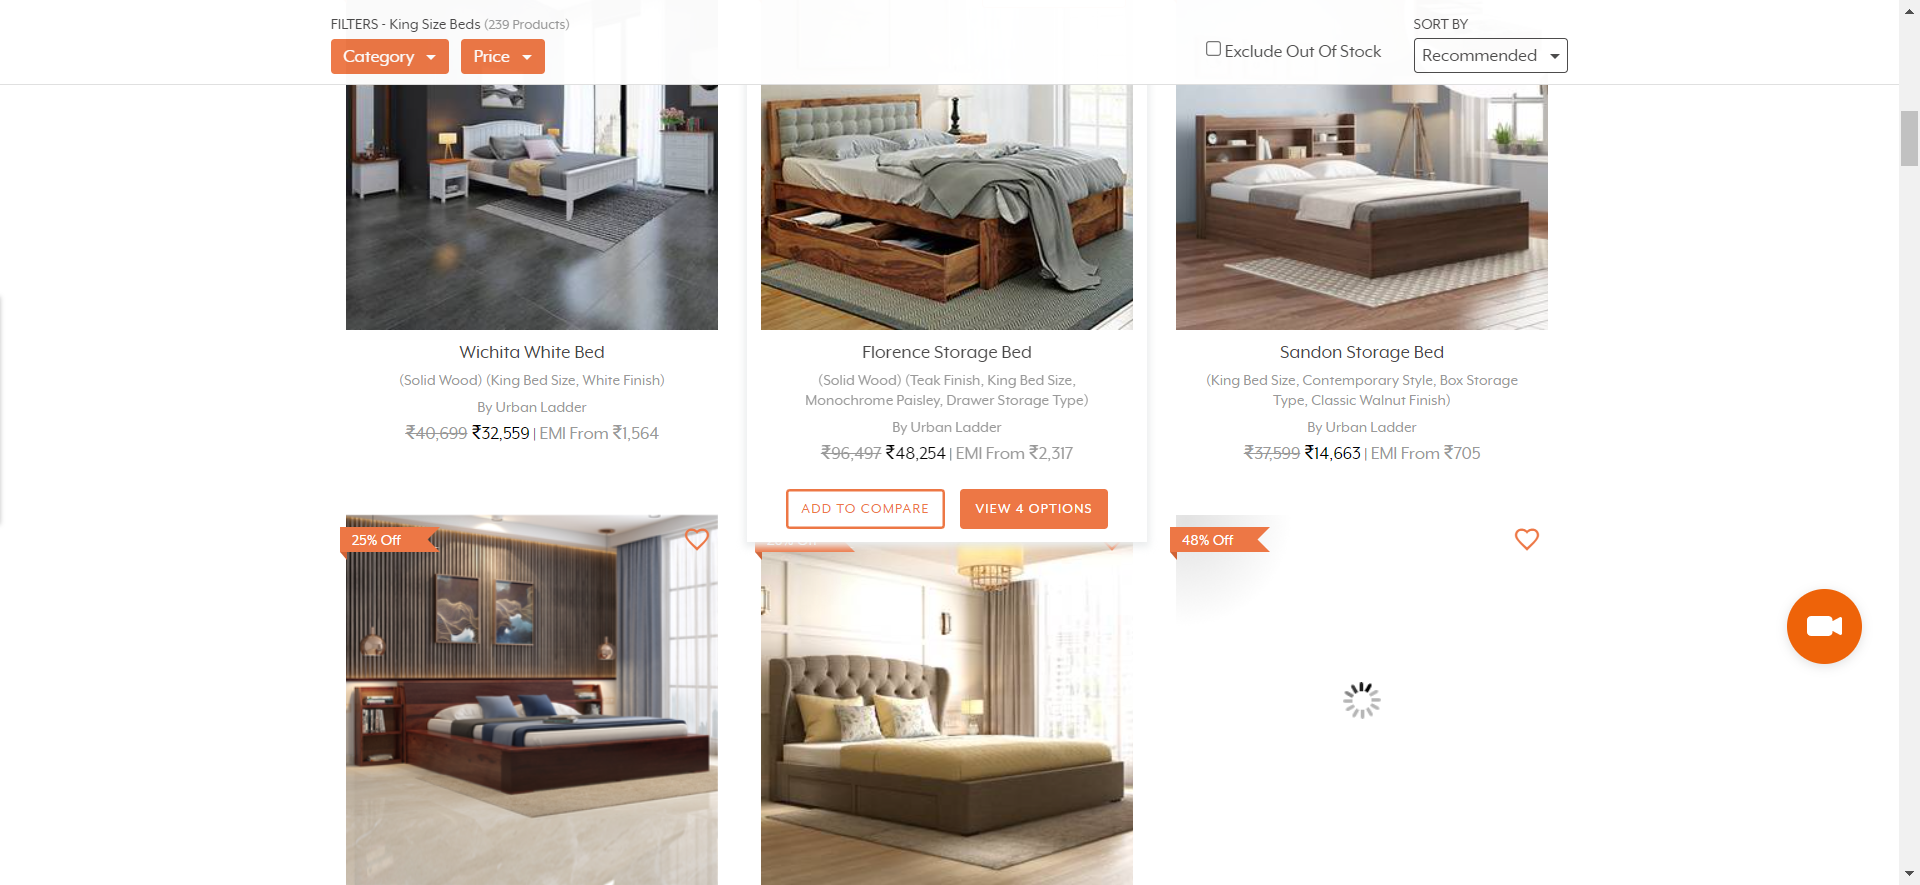 FILTERS - King Size Beds (239 Products)
SORT BY
Category
Price
Exclude Out Of Stock
Recommended
Wichita White Bed
(Solid Wood) (King Bed Size, White Finish)
By Urban Ladder
₹40,699 ₹32,559 | EMI From ₹1,564
Florence Storage Bed
(Solid Wood) (Teak Finish, King Bed Size,
Monochrome Paisley, Drawer Storage Type)
By Urban Ladder
₹96,497 ₹48,254 | EMI From ₹2,317
ADD TO COMPARE
VIEW 4 OPTIONS
Sandon Storage Bed
(King Bed Size, Contemporary Style, Box Storage
Type, Classic Walnut Finish)
By Urban Ladder
₹37,599 ₹14,663 | EMI From ₹705
25% Off
48% Off